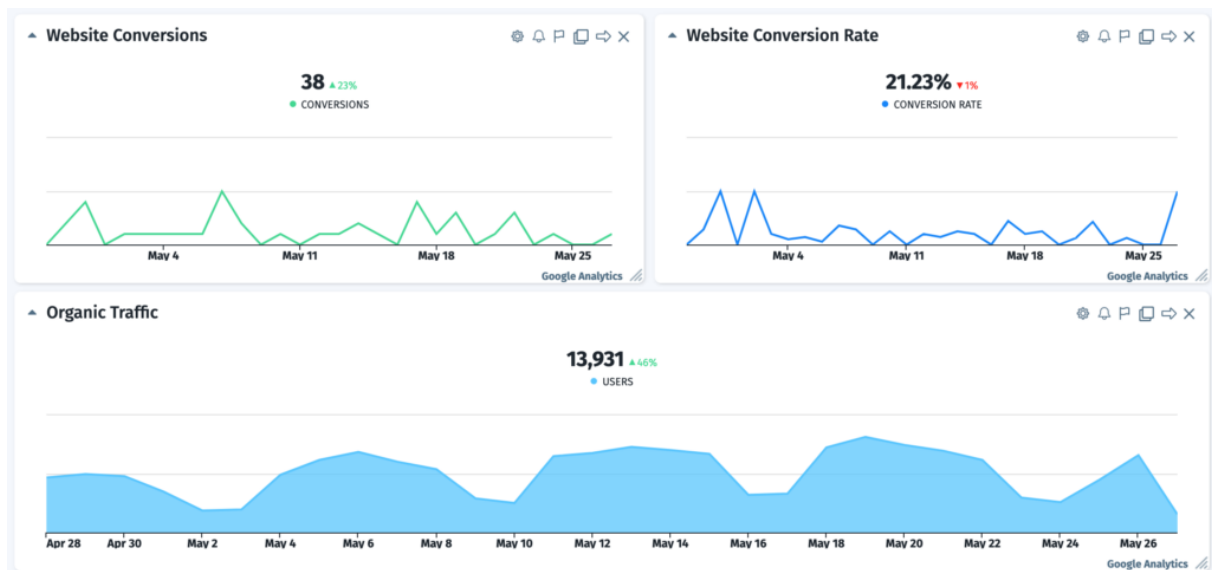 Website Conversions
38 ▲23%
CONVERSIONS
May 4 May 11 May 18 May 25
Google Analytics
Website Conversion Rate
21.23% ▼1%
CONVERSION RATE
May 4 May 11 May 18 May 25
Google Analytics
Organic Traffic
13,931 ▲46%
USERS
Apr 28 Apr 30 May 2 May 4 May 6 May 8 May 10 May 12 May 14 May 16 May 18 May 20 May 22 May 24 May 26
Google Analytics